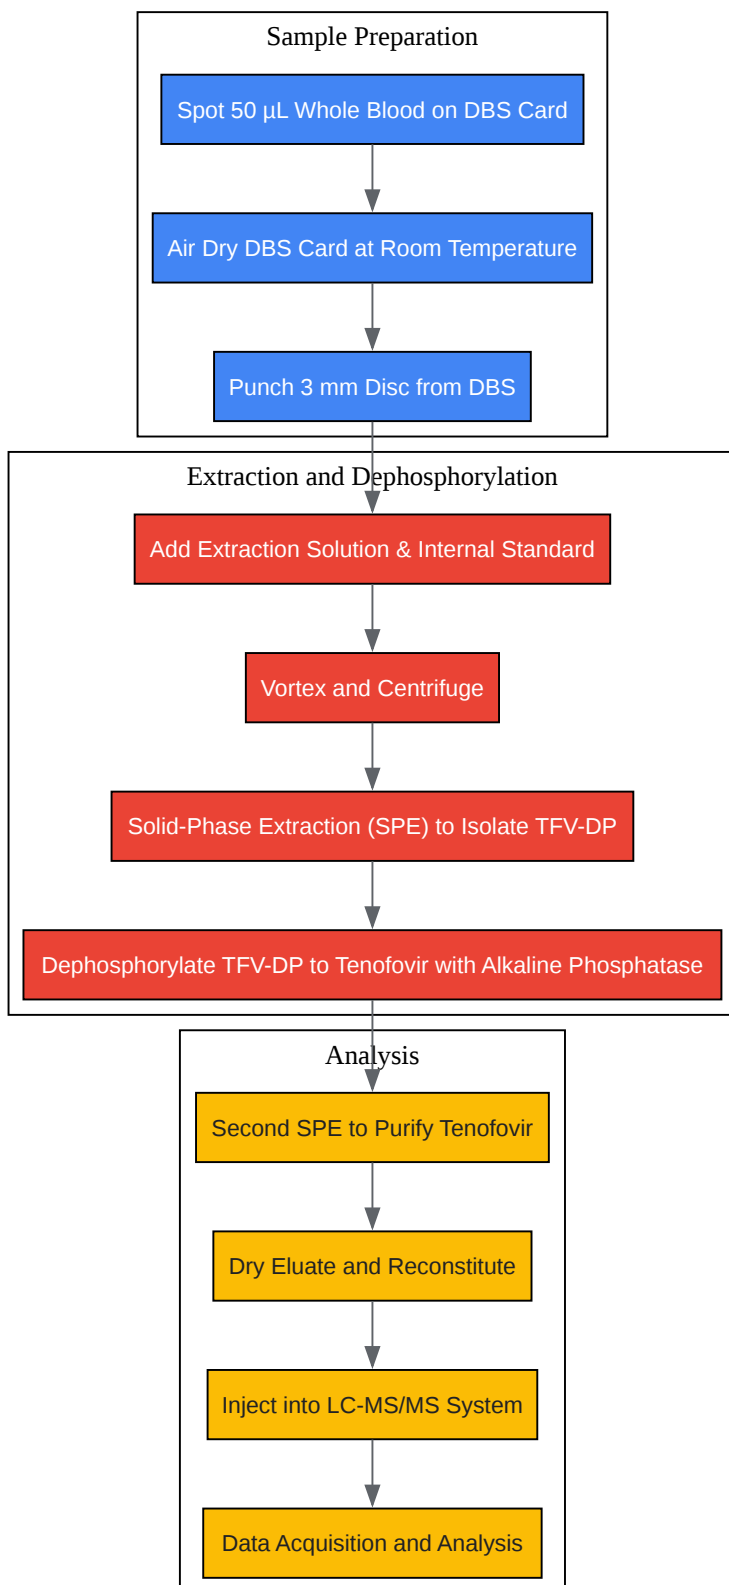 Sample Preparation
Spot 50 µL Whole Blood on DBS Card
Air Dry DBS Card at Room Temperature
Punch 3 mm Disc from DBS
Extraction and Dephosphorylation
Add Extraction Solution & Internal Standard
Vortex and Centrifuge
Solid-Phase Extraction (SPE) to Isolate TFV-DP
Dephosphorylate TFV-DP to Tenofovir with Alkaline Phosphatase
Analysis
Second SPE to Purify Tenofovir
Dry Eluate and Reconstitute
Inject into LC-MS/MS System
Data Acquisition and Analysis